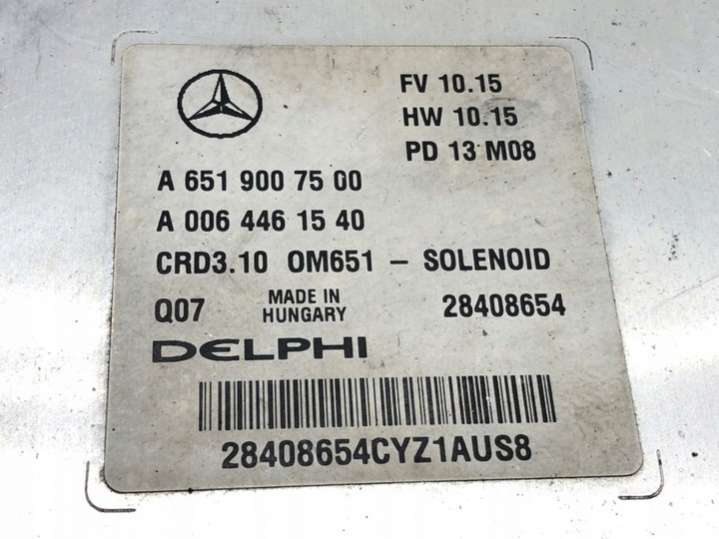 FV 10.15
HW 10.15
PD 13 M08
A 651 900 75 00
A 006 446 15 40
CRD3.10 OM651 – SOLENOID
Q07 MADE IN HUNGARY 28408654
DELPHI
28408654CYZ1AUS8